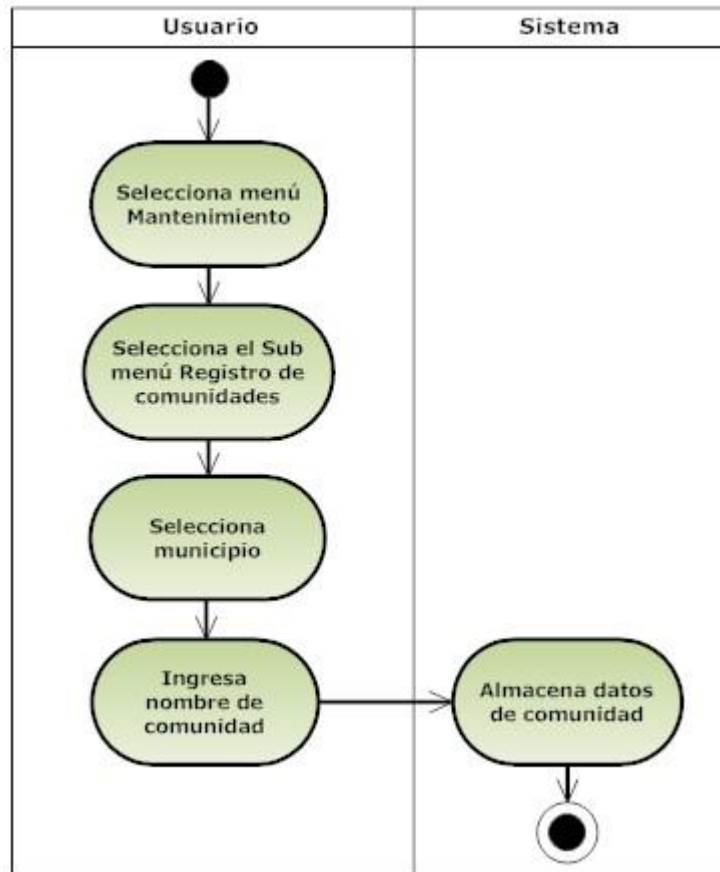 Usuario
Sistema
Selecciona menú
Mantenimiento
Selecciona el Sub
menú Registro de
comunidades
Selecciona
municipio
Ingresa
nombre de
comunidad
Almacena datos
de comunidad